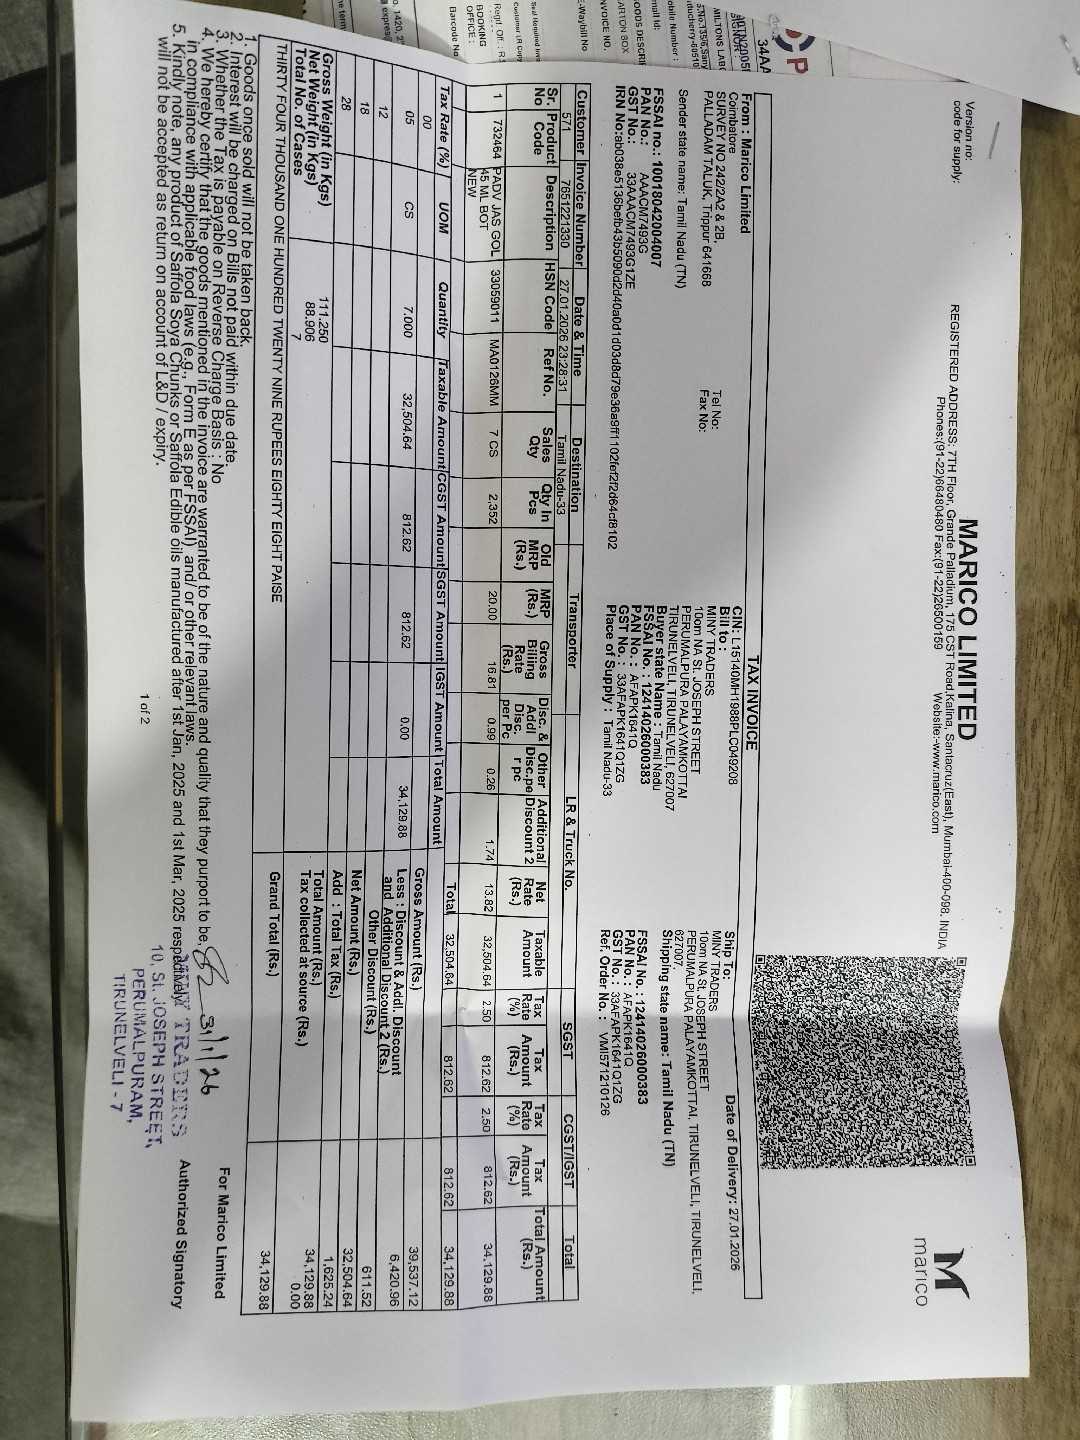 Version no:
code for supply:
MARICO LIMITED
REGISTERED ADDRESS: 7TH Floor, Grande Palladium, 175 CST Road,Kalina, Santacruz(East), Mumbai-400-098, INDIA
Phones:(91-22)66480480 Fax:(91-22)26500159 Website:-www.marico.com
marico
TAX INVOICE
From : Marico Limited
Coimbatore
SURVEY NO 242/2A2 & 2B,
PALLADAM TALUK, Trippur 641668
Tel No:
Fax No:
Sender state name: Tamil Nadu (TN)
FSSAI no.: 10018042004007
PAN No.: AAACM7493G
GST No.: 33AAACM7493G1ZE
IRN No:ab038e5136befb43b5090d2d40a0d1d03d8d79e36a9ff1102fef2f2d64cf8102
CIN: L15140MH1988PLC049208
Bill to :
MINY TRADERS
10om NA St. JOSEPH STREET
PERUMALPURA PALAYAMKOTTAI
TIRUNELVELI, TIRUNELVELI, 627007
Buyer state Name : Tamil Nadu
FSSAI No. : 12414026000383
PAN No. : AFAPK1641Q
GST No. : 33AFAPK1641Q1ZG
Place of Supply : Tamil Nadu-33
Date of Delivery: 27.01.2026
Ship To:
MINY TRADERS
10om NA St. JOSEPH STREET
PERUMALPURA PALAYAMKOTTAI, TIRUNELVELI, TIRUNELVELI,
627007,
Shipping state name: Tamil Nadu (TN)
FSSAI No. : 12414026000383
PAN No. : AFAPK1641Q
GST No. : 33AFAPK1641Q1ZG
Ref. Order No. : VMI571210126
Customer Invoice Number Date & Time Destination Transporter LR & Truck No. SGST CGST/IGST Total
571 7651221330 27.01.2026 23:28:31 Tamil Nadu-33
Sr. No Product Code Description HSN Code Ref No. Sales Qty Qty In Pcs Old MRP (Rs.) MRP (Rs.) Gross Billing Rate (Rs.) Disc. & Addl Disc. per Pc Other Disc.pe r pc Additional Discount 2 Net Rate (Rs.) Taxable Amount Tax Rate (%) Tax Amount (Rs.) Tax Rate (%) Tax Amount (Rs.) Total Amount (Rs.)
1 732464 PADV JAS GOL 45 ML BOT NEW 33059011 MA0126MM 7 CS 2,352 20.00 16.81 0.99 0.26 1.74 13.82 32,504.64 2.50 812.62 2.50 812.62 34,129.88
Total 32,504.64 812.62 812.62 34,129.88
Tax Rate (%) UOM Quantity Taxable Amount CGST Amount SGST Amount IGST Amount Total Amount
00
05 CS 7.000 32,504.64 812.62 812.62 0.00 34,129.88
12
18
28
Gross Amount (Rs.) 39,537.12
Less : Discount & Addl. Discount and Additional Discount 2 (Rs.) 6,420.96
Other Discount (Rs.) 611.52
Net Amount (Rs.) 32,504.64
Add : Total Tax (Rs.) 1,625.24
Total Amount (Rs.) 34,129.88
Tax collected at source (Rs.) 0.00
Grand Total (Rs.) 34,129.88
Gross Weight (in Kgs) 111.250
Net Weight (in Kgs) 88.906
Total No. of Cases 7
THIRTY FOUR THOUSAND ONE HUNDRED TWENTY NINE RUPEES EIGHTY EIGHT PAISE
1. Goods once sold will not be taken back.
2. Interest will be charged on Bills not paid within due date.
3. Whether the Tax is payable on Reverse Charge Basis : No
4. We hereby certify that the goods mentioned in the invoice are warranted to be of the nature and quality that they purport to be,
in compliance with applicable food laws (e.g., Form E as per FSSAI) and/ or other relevant laws.
5. Kindly note, any product of Saffola Soya Chunks or Saffola Edible oils manufactured after 1st Jan, 2025 and 1st Mar, 2025 respectively
will not be accepted as return on account of L&D / expiry.
31/1/26
MINY TRADERS
10, St. JOSEPH STREET,
PERUMALPURAM,
TIRUNELVELI - 7
For Marico Limited
Authorized Signatory
1 of 2
34AA
MILTONS LAB
E-Waybill No
INVOICE NO.
CARTON BOX
Customer LR Copy
Regd. Off. : R
BOOKING
OFFICE :
Barcode No